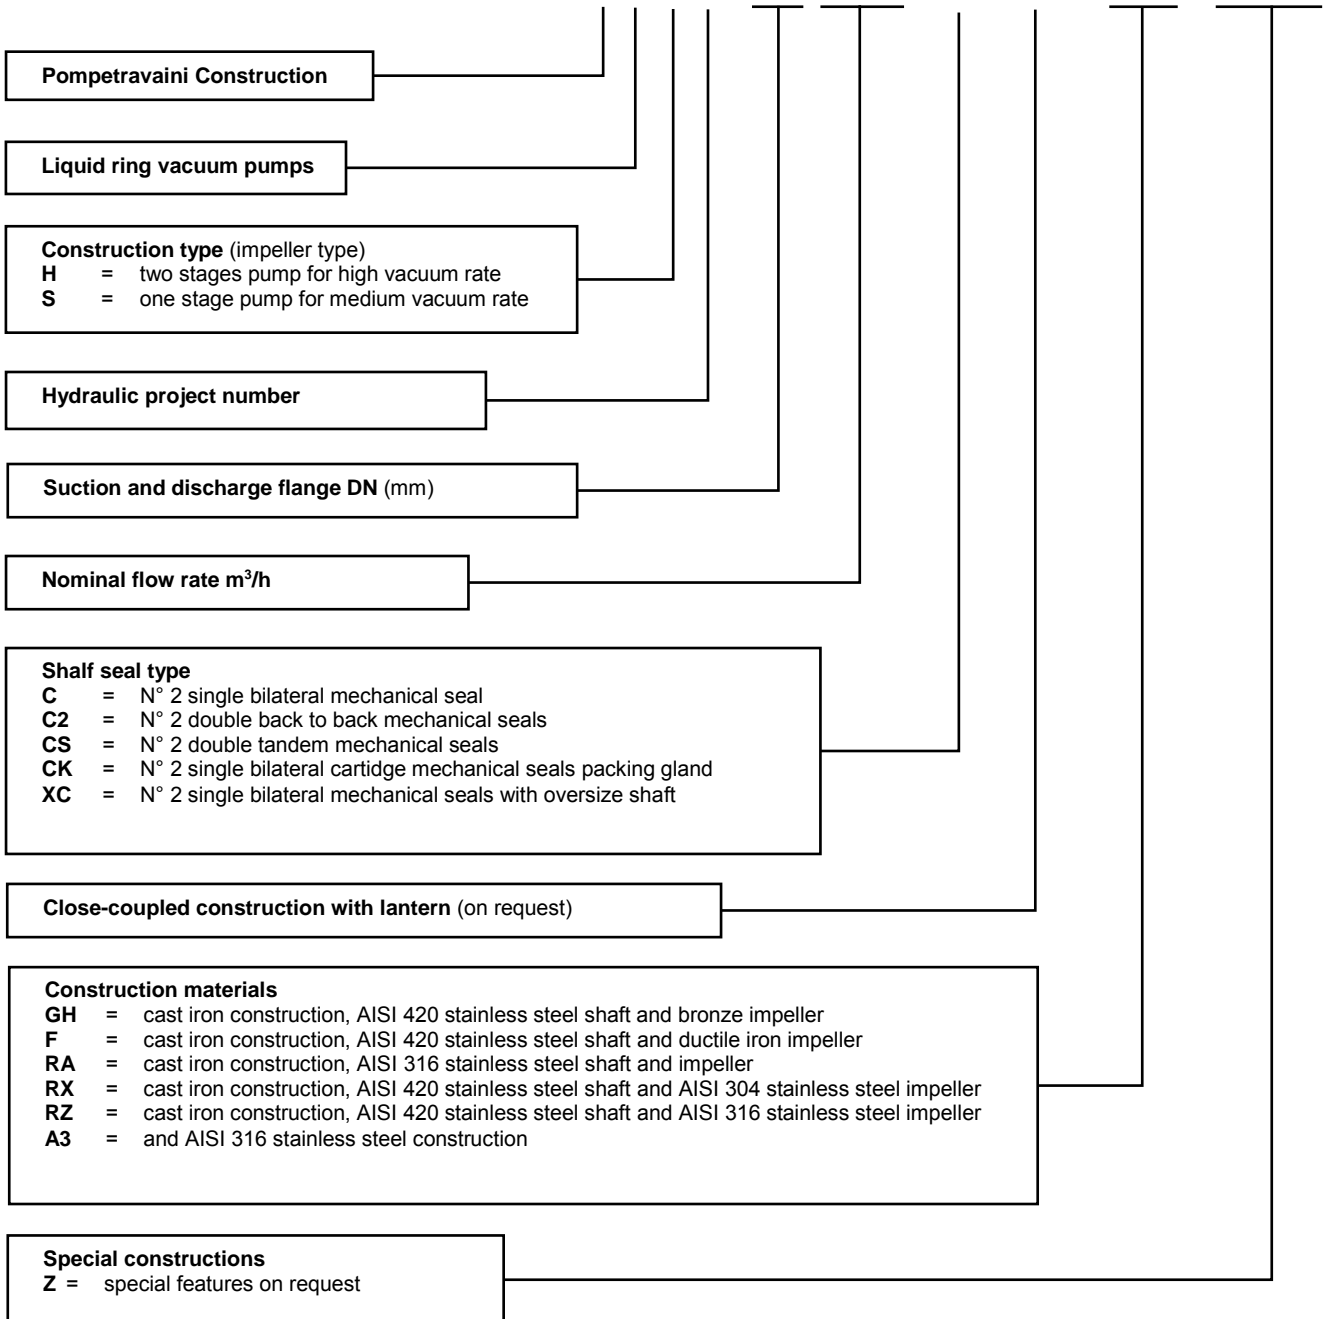 Pompetravaini Construction
Liquid ring vacuum pumps
Construction type (impeller type)
H = two stages pump for high vacuum rate
S = one stage pump for medium vacuum rate
Hydraulic project number
Suction and discharge flange DN (mm)
Nominal flow rate m³/h
Shalf seal type
C = N° 2 single bilateral mechanical seal
C2 = N° 2 double back to back mechanical seals
CS = N° 2 double tandem mechanical seals
CK = N° 2 single bilateral cartidge mechanical seals packing gland
XC = N° 2 single bilateral mechanical seals with oversize shaft
Close-coupled construction with lantern (on request)
Construction materials
GH = cast iron construction, AISI 420 stainless steel shaft and bronze impeller
F = cast iron construction, AISI 420 stainless steel shaft and ductile iron impeller
RA = cast iron construction, AISI 316 stainless steel shaft and impeller
RX = cast iron construction, AISI 420 stainless steel shaft and AISI 304 stainless steel impeller
RZ = cast iron construction, AISI 420 stainless steel shaft and AISI 316 stainless steel impeller
A3 = and AISI 316 stainless steel construction
Special constructions
Z = special features on request